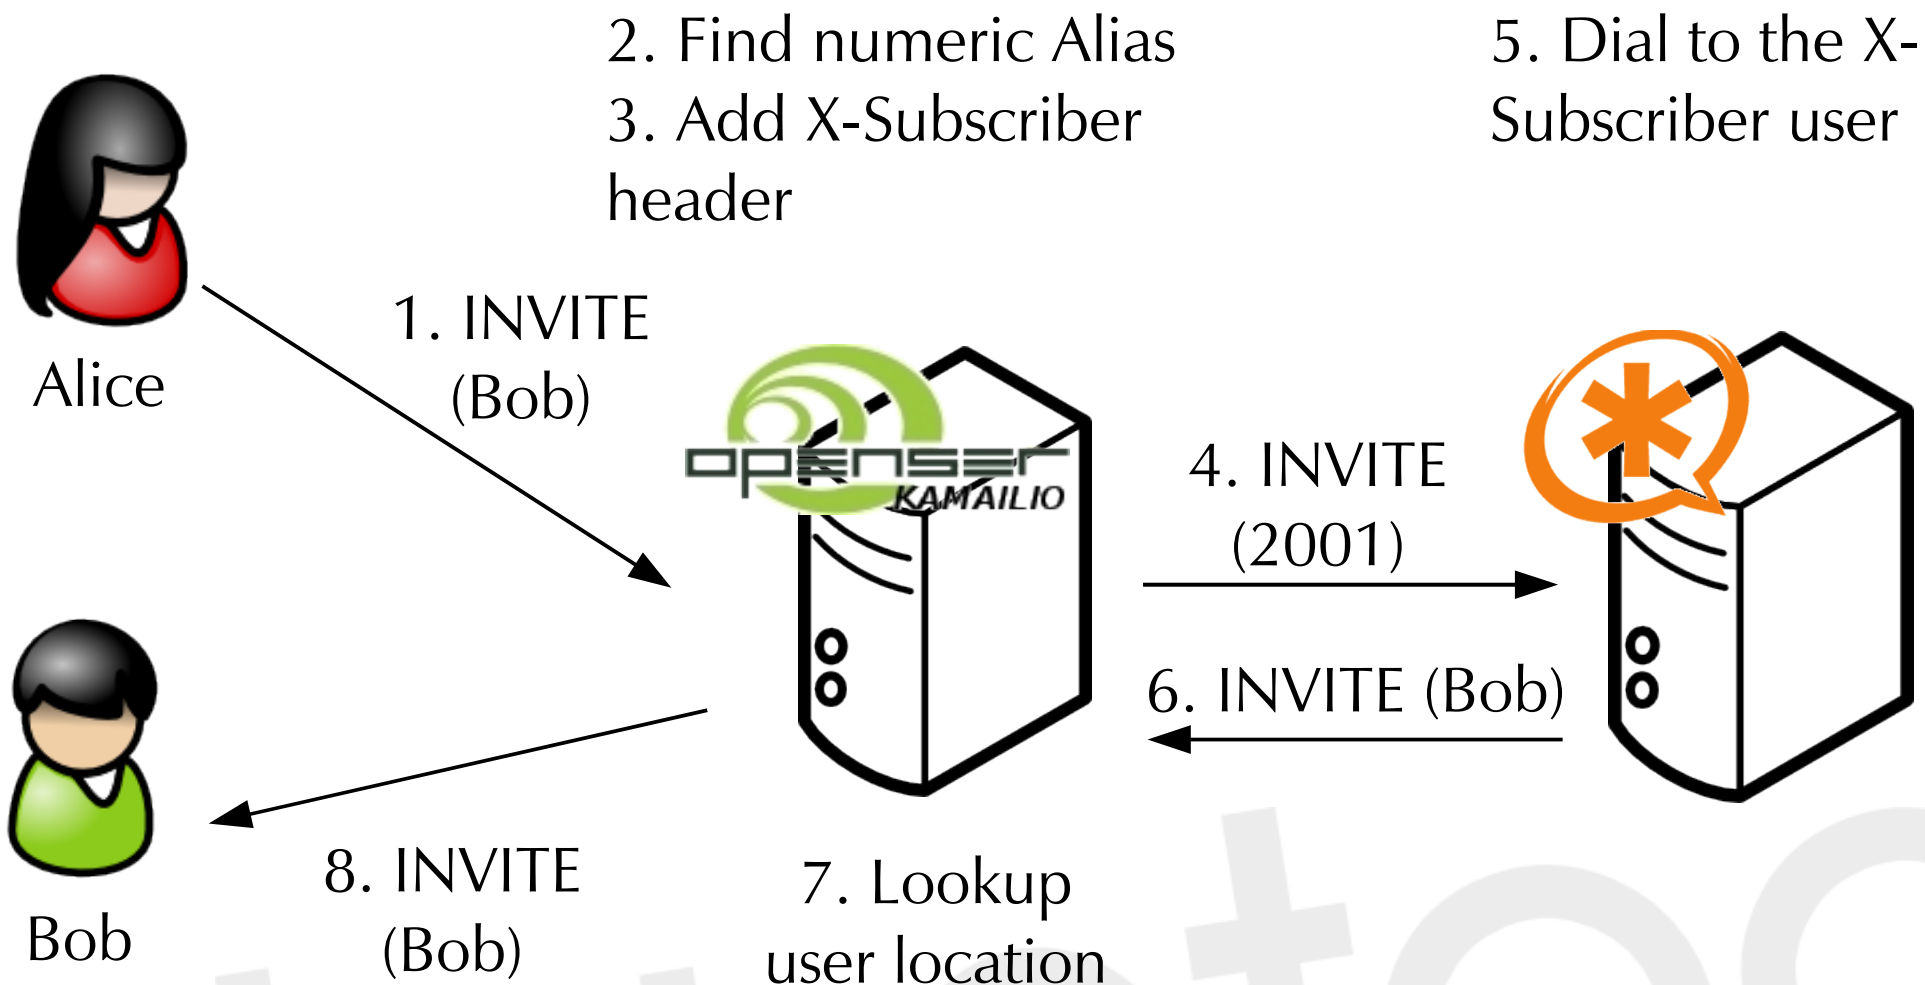 2. Find numeric Alias
3. Add X-Subscriber
header
5. Dial to the X-
Subscriber user
1. INVITE
(Bob)
Alice
openser
KAMAILIO
4. INVITE
(2001)
6. INVITE (Bob)
8. INVITE
(Bob)
Bob
7. Lookup
user location